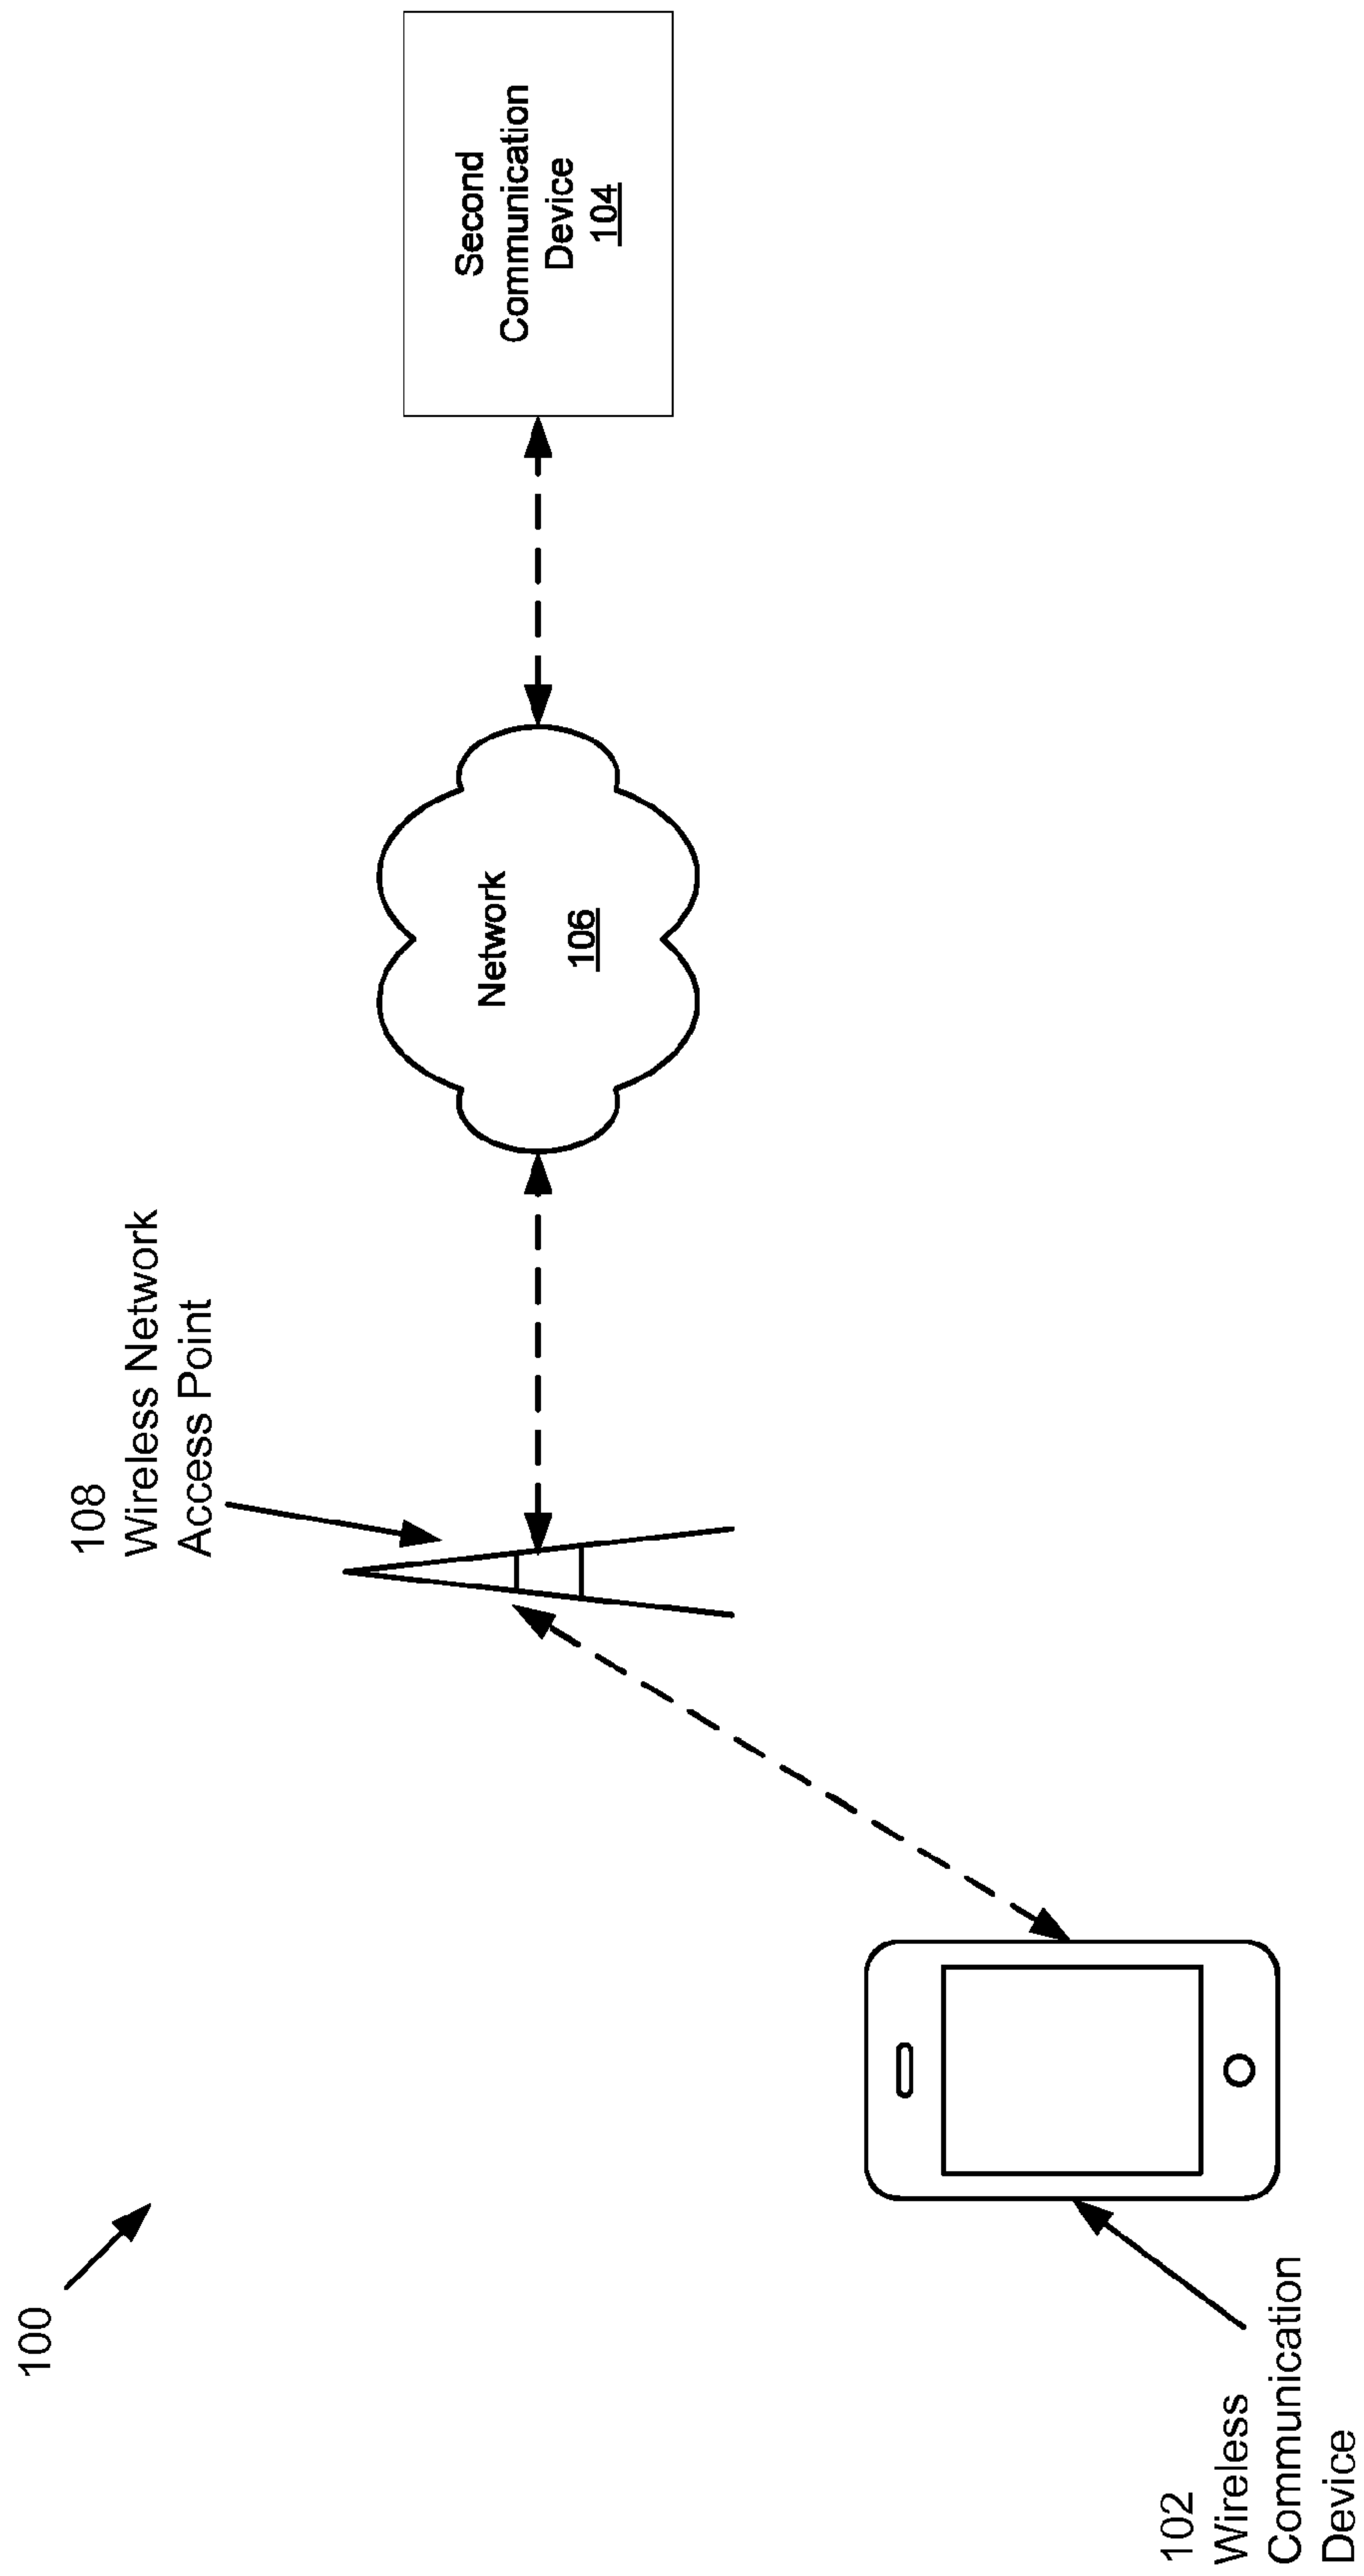 100
108
Wireless Network
Access Point
Second
Communication
Device
104
Network
106
102
Wireless
Communication
Device